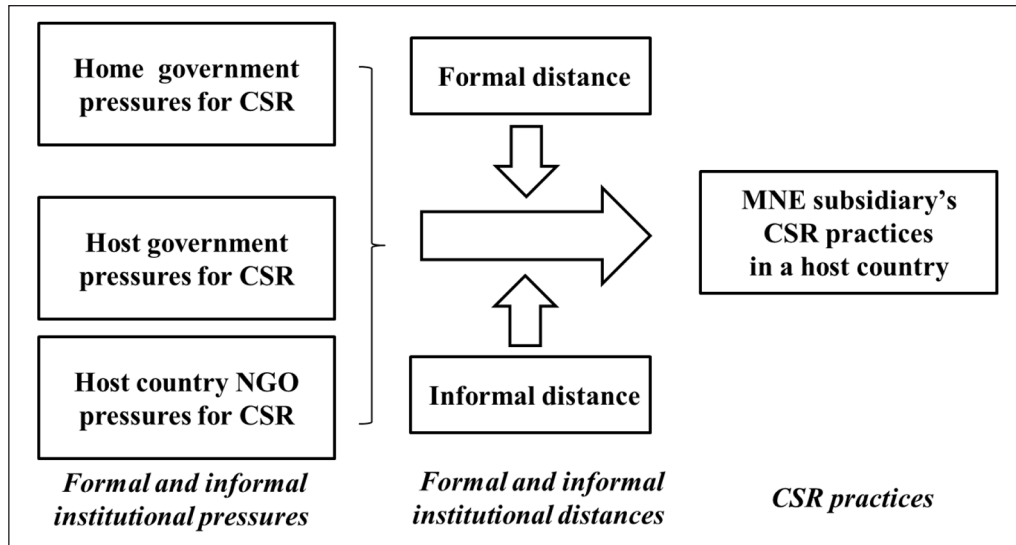 Home government
pressures for CSR
Host government
pressures for CSR
Host country NGO
pressures for CSR
Formal and informal
institutional pressures
Formal distance
Informal distance
Formal and informal
institutional distances
MNE subsidiary's
CSR practices
in a host country
CSR practices